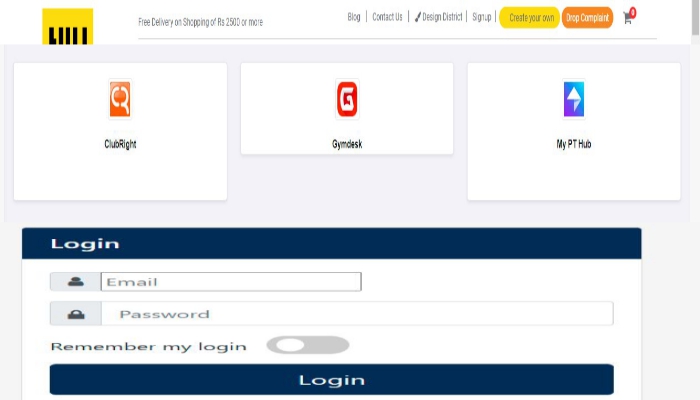 Free Delivery on Shopping of Rs 2500 or more
Blog Contact Us Design District Signup Create your own Drop Complaint 0
ClubRight Gymdesk My PT Hub
Login
Email
Password
Remember my login
Login